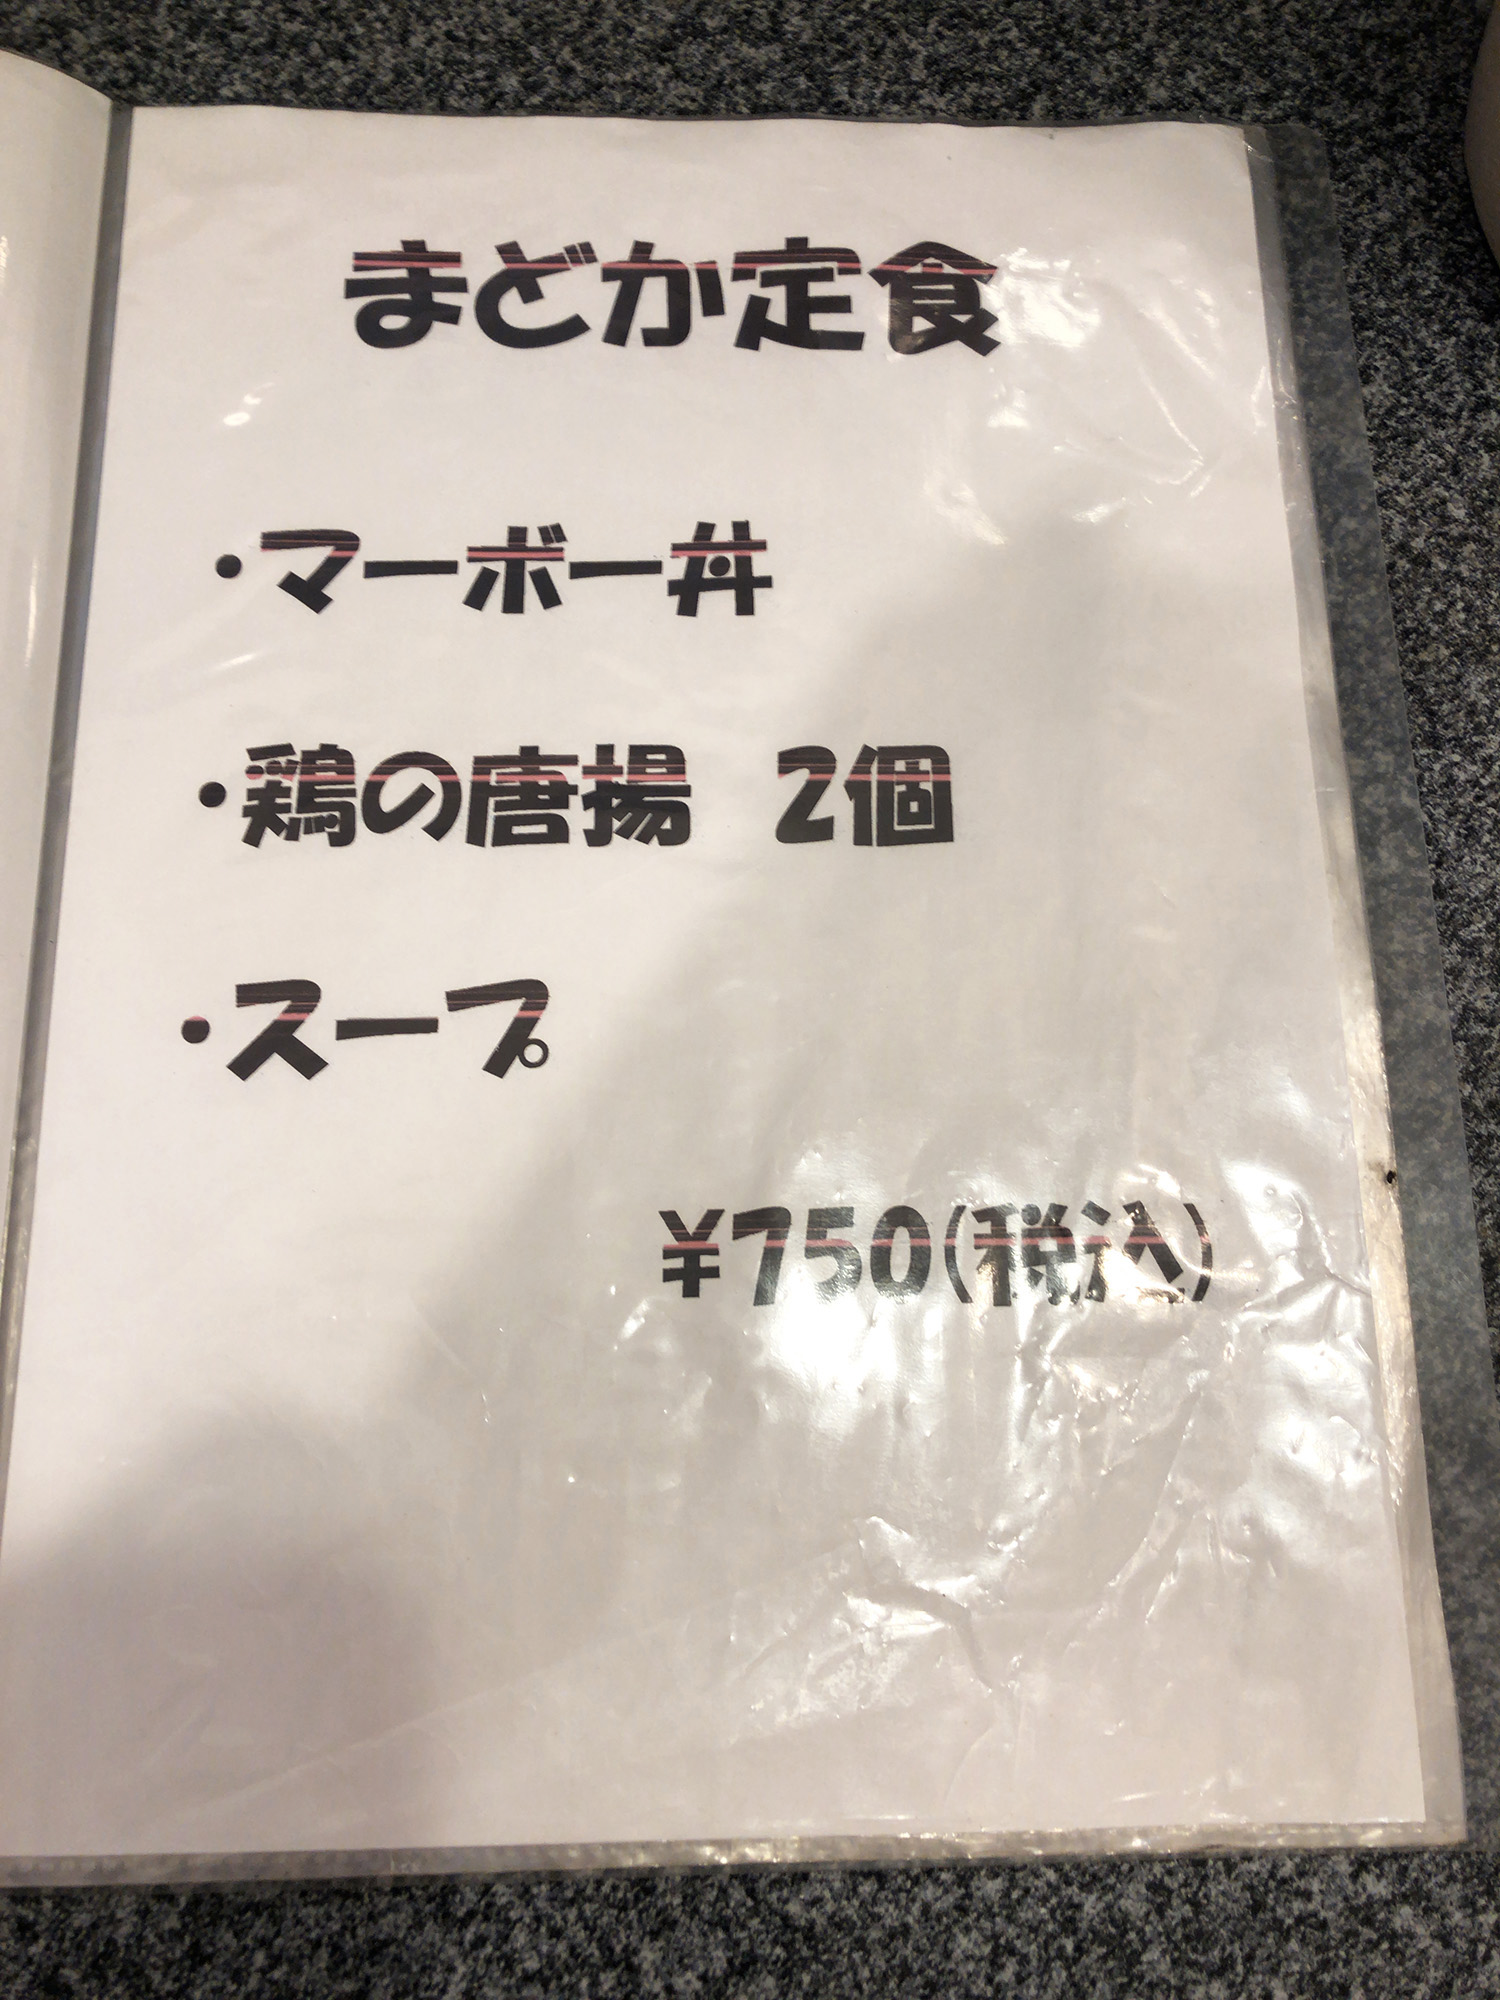 まどか定食
・マーボー丼
・鶏の唐揚　2個
・スープ
¥750(税込)